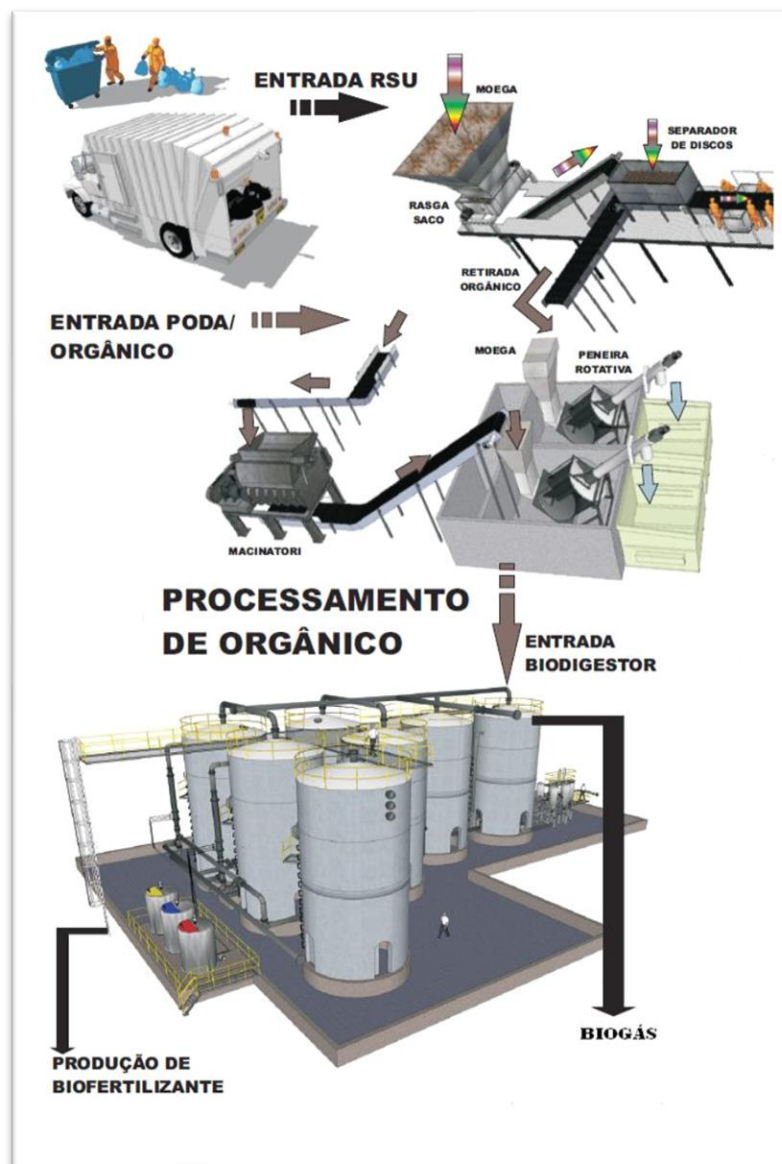 ENTRADA RSU
MOEGA
SEPARADOR
DE DISCOS
RASGA
SACO
RETIRADA
ORGÂNICO
ENTRADA PODA/
ORGÂNICO
MOEGA
PENEIRA
ROTATIVA
MACINATORI
PROCESSAMENTO
DE ORGÂNICO
ENTRADA
BIODIGESTOR
BIOGÁS
PRODUÇÃO DE
BIOFERTILIZANTE